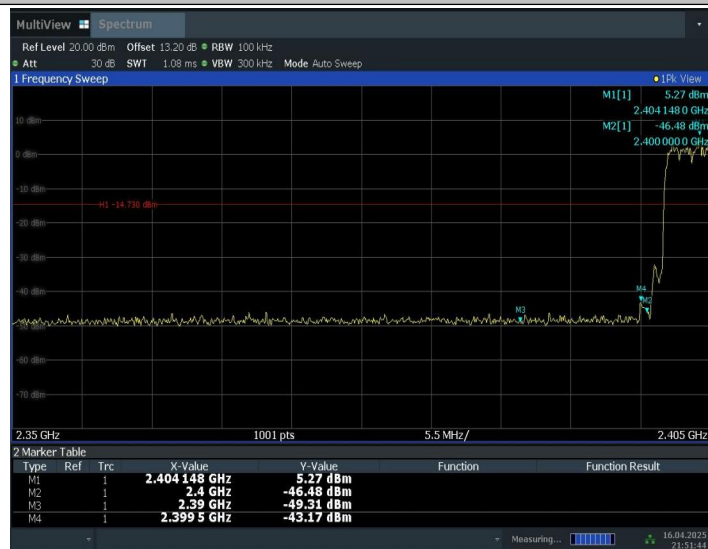 MultiView Spectrum
Ref Level 20.00 dBm Offset 13.20 dB RBW 100 kHz
Att 30 dB SWT 1.08 ms VBW 300 kHz Mode Auto Sweep
1 Frequency Sweep 1Pk View
M1[1] 5.27 dBm
2.404 148 0 GHz
10 dBm
M2[1] -46.48 dBm
2.400 000 0 GHz
0 dBm
-10 dBm
H1 -14.730 dBm
-20 dBm
-30 dBm
-40 dBm
M4
M2
M3
-60 dBm
-70 dBm
2.35 GHz 1001 pts 5.5 MHz/ 2.405 GHz
2 Marker Table
Type Ref Trc X-Value Y-Value Function Function Result
M1 1 2.404 148 GHz 5.27 dBm
M2 1 2.4 GHz -46.48 dBm
M3 1 2.39 GHz -49.31 dBm
M4 1 2.399 5 GHz -43.17 dBm
Measuring... 16.04.2025
21:51:44